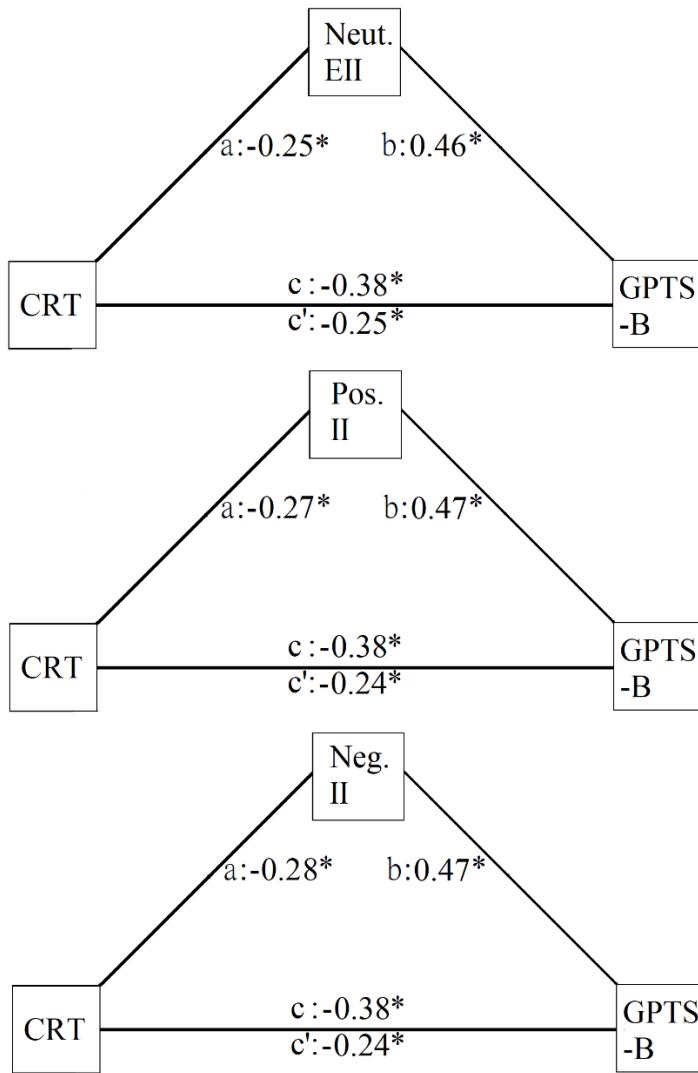 Neut.
EII
a:-0.25*
b:0.46*
CRT
c :-0.38*
c':-0.25*
GPTS
-B
Pos.
II
a:-0.27*
b:0.47*
CRT
c :-0.38*
c':-0.24*
GPTS
-B
Neg.
II
a:-0.28*
b:0.47*
CRT
c :-0.38*
c':-0.24*
GPTS
-B